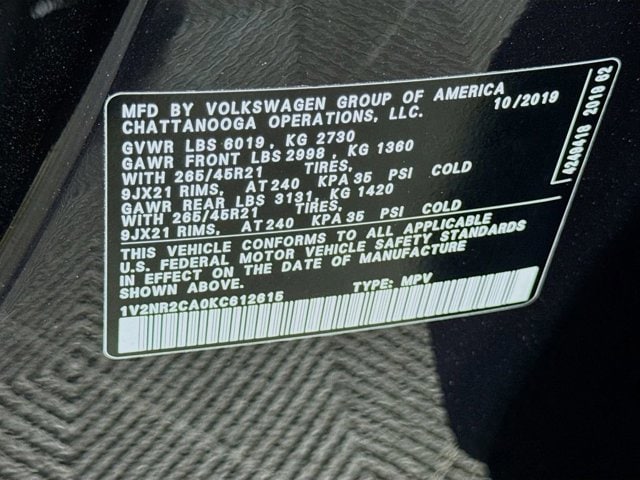 MFD BY VOLKSWAGEN GROUP OF AMERICA 10/2019
CHATTANOOGA OPERATIONS, LLC.
GVWR LBS 6019, KG 2730
GAWR FRONT LBS 2998, KG 1360
WITH 265/45R21 TIRES,
9JX21 RIMS, AT 240 KPA 35 PSI COLD
GAWR REAR LBS 3131, KG 1420
WITH 265/45R21 TIRES,
9JX21 RIMS, AT 240 KPA 35 PSI COLD
THIS VEHICLE CONFORMS TO ALL APPLICABLE
U.S. FEDERAL MOTOR VEHICLE SAFETY STANDARDS
IN EFFECT ON THE DATE OF MANUFACTURE
SHOWN ABOVE
1V2NR2CA0KC612615 TYPE: MPV
4249418 2019 62